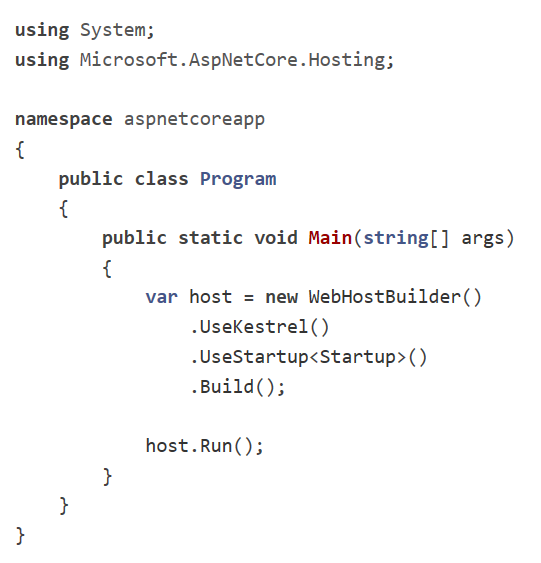 using System;
using Microsoft.AspNetCore.Hosting;

namespace aspnetcoreapp
{
    public class Program
    {
        public static void Main(string[] args)
        {
            var host = new WebHostBuilder()
                .UseKestrel()
                .UseStartup<Startup>()
                .Build();

            host.Run();
        }
    }
}